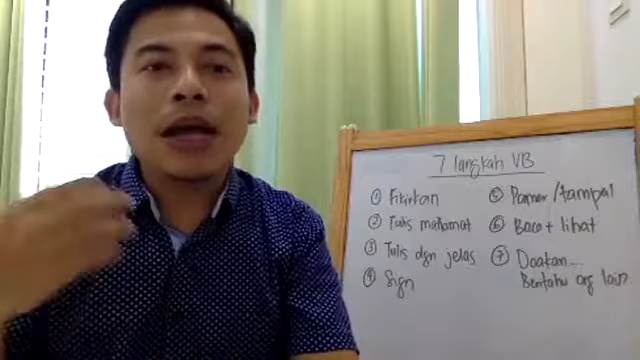 7 langkah VB
① Fikirkan
② Tulis matlamat
③ Tulis dgn jelas
④ Sign
⑤ Pamer/tampal
⑥ Baca + lihat
⑦ Doakan...
Beritahu org lain